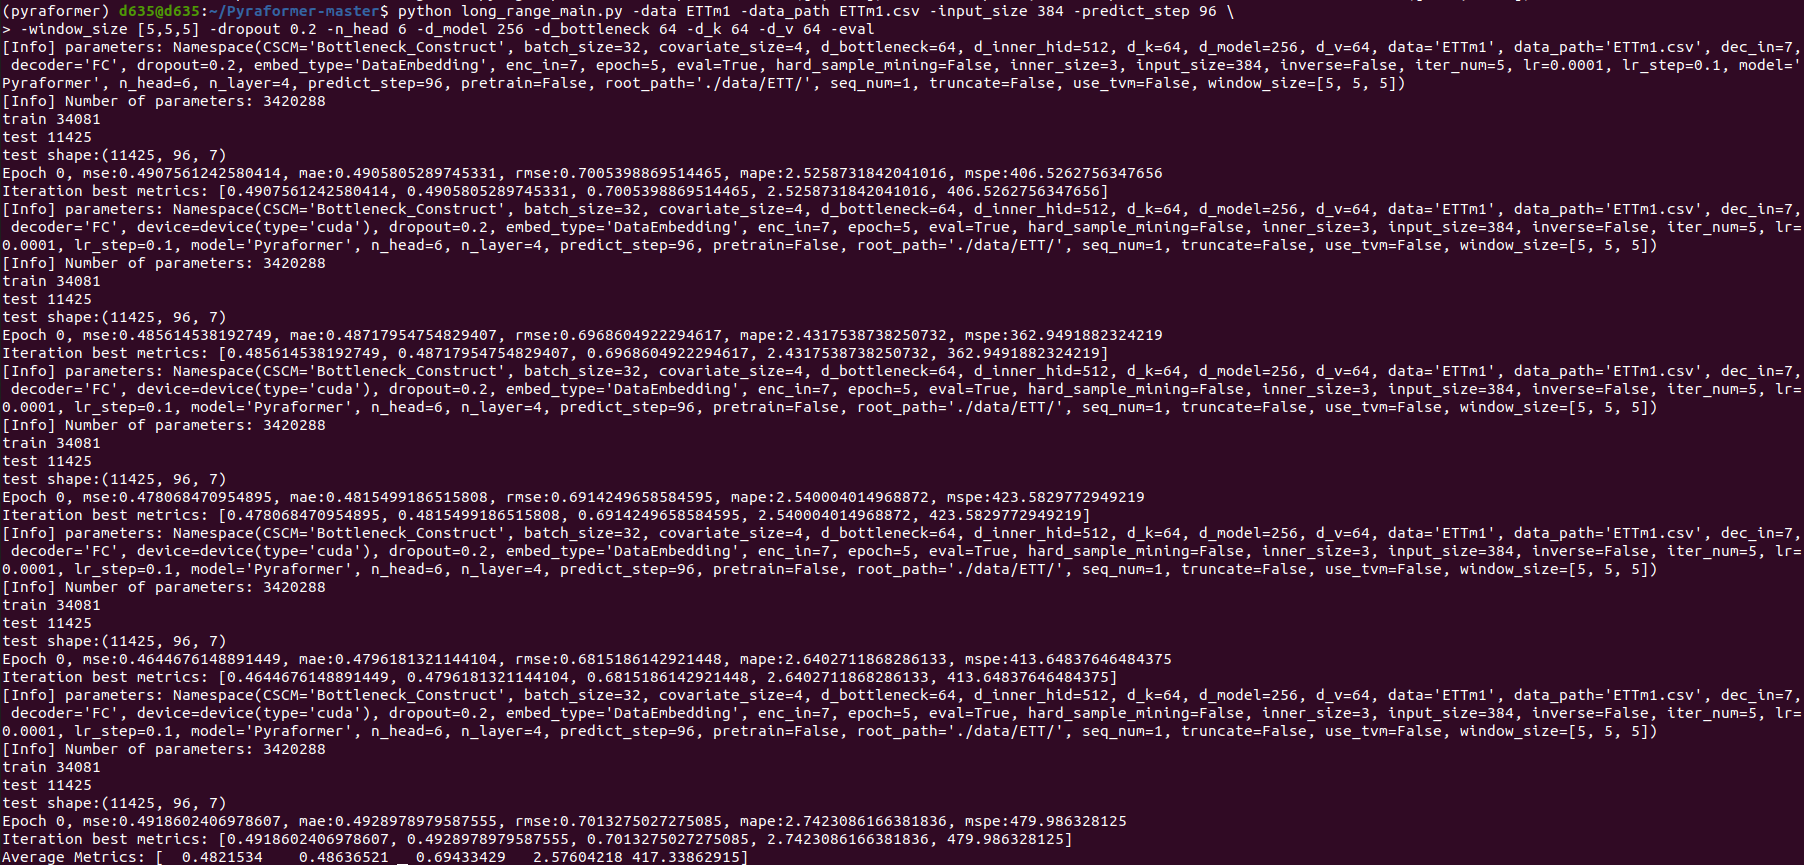 (pyraformer) d635@d635:~/Pyraformer-master$ python long_range_main.py -data ETTm1 -data_path ETTm1.csv -input_size 384 -predict_step 96 \
> -window_size [5,5,5] -dropout 0.2 -n_head 6 -d_model 256 -d_bottleneck 64 -d_k 64 -d_v 64 -eval
[Info] parameters: Namespace(CSCM='Bottleneck_Construct', batch_size=32, covariate_size=4, d_bottleneck=64, d_inner_hid=512, d_k=64, d_model=256, d_v=64, data='ETTm1', data_path='ETTm1.csv', dec_in=7,
 decoder='FC', dropout=0.2, embed_type='DataEmbedding', enc_in=7, epoch=5, eval=True, hard_sample_mining=False, inner_size=3, input_size=384, inverse=False, iter_num=5, lr=0.0001, lr_step=0.1, model='
Pyraformer', n_head=6, n_layer=4, predict_step=96, pretrain=False, root_path='./data/ETT/', seq_num=1, truncate=False, use_tvm=False, window_size=[5, 5, 5])
[Info] Number of parameters: 3420288
train 34081
test 11425
test shape:(11425, 96, 7)
Epoch 0, mse:0.4907561242580414, mae:0.4905805289745331, rmse:0.7005398869514465, mape:2.5258731842041016, mspe:406.5262756347656
Iteration best metrics: [0.4907561242580414, 0.4905805289745331, 0.7005398869514465, 2.5258731842041016, 406.5262756347656]
[Info] parameters: Namespace(CSCM='Bottleneck_Construct', batch_size=32, covariate_size=4, d_bottleneck=64, d_inner_hid=512, d_k=64, d_model=256, d_v=64, data='ETTm1', data_path='ETTm1.csv', dec_in=7,
 decoder='FC', device=device(type='cuda'), dropout=0.2, embed_type='DataEmbedding', enc_in=7, epoch=5, eval=True, hard_sample_mining=False, inner_size=3, input_size=384, inverse=False, iter_num=5, lr=
0.0001, lr_step=0.1, model='Pyraformer', n_head=6, n_layer=4, predict_step=96, pretrain=False, root_path='./data/ETT/', seq_num=1, truncate=False, use_tvm=False, window_size=[5, 5, 5])
[Info] Number of parameters: 3420288
train 34081
test 11425
test shape:(11425, 96, 7)
Epoch 0, mse:0.485614538192749, mae:0.48717954754829407, rmse:0.6968604922294617, mape:2.4317538738250732, mspe:362.9491882324219
Iteration best metrics: [0.485614538192749, 0.48717954754829407, 0.6968604922294617, 2.4317538738250732, 362.9491882324219]
[Info] parameters: Namespace(CSCM='Bottleneck_Construct', batch_size=32, covariate_size=4, d_bottleneck=64, d_inner_hid=512, d_k=64, d_model=256, d_v=64, data='ETTm1', data_path='ETTm1.csv', dec_in=7,
 decoder='FC', device=device(type='cuda'), dropout=0.2, embed_type='DataEmbedding', enc_in=7, epoch=5, eval=True, hard_sample_mining=False, inner_size=3, input_size=384, inverse=False, iter_num=5, lr=
0.0001, lr_step=0.1, model='Pyraformer', n_head=6, n_layer=4, predict_step=96, pretrain=False, root_path='./data/ETT/', seq_num=1, truncate=False, use_tvm=False, window_size=[5, 5, 5])
[Info] Number of parameters: 3420288
train 34081
test 11425
test shape:(11425, 96, 7)
Epoch 0, mse:0.478068470954895, mae:0.4815499186515808, rmse:0.6914249658584595, mape:2.540004014968872, mspe:423.5829772949219
Iteration best metrics: [0.478068470954895, 0.4815499186515808, 0.6914249658584595, 2.540004014968872, 423.5829772949219]
[Info] parameters: Namespace(CSCM='Bottleneck_Construct', batch_size=32, covariate_size=4, d_bottleneck=64, d_inner_hid=512, d_k=64, d_model=256, d_v=64, data='ETTm1', data_path='ETTm1.csv', dec_in=7,
 decoder='FC', device=device(type='cuda'), dropout=0.2, embed_type='DataEmbedding', enc_in=7, epoch=5, eval=True, hard_sample_mining=False, inner_size=3, input_size=384, inverse=False, iter_num=5, lr=
0.0001, lr_step=0.1, model='Pyraformer', n_head=6, n_layer=4, predict_step=96, pretrain=False, root_path='./data/ETT/', seq_num=1, truncate=False, use_tvm=False, window_size=[5, 5, 5])
[Info] Number of parameters: 3420288
train 34081
test 11425
test shape:(11425, 96, 7)
Epoch 0, mse:0.4644676148891449, mae:0.4796181321144104, rmse:0.6815186142921448, mape:2.6402711868286133, mspe:413.64837646484375
Iteration best metrics: [0.4644676148891449, 0.4796181321144104, 0.6815186142921448, 2.6402711868286133, 413.64837646484375]
[Info] parameters: Namespace(CSCM='Bottleneck_Construct', batch_size=32, covariate_size=4, d_bottleneck=64, d_inner_hid=512, d_k=64, d_model=256, d_v=64, data='ETTm1', data_path='ETTm1.csv', dec_in=7,
 decoder='FC', device=device(type='cuda'), dropout=0.2, embed_type='DataEmbedding', enc_in=7, epoch=5, eval=True, hard_sample_mining=False, inner_size=3, input_size=384, inverse=False, iter_num=5, lr=
0.0001, lr_step=0.1, model='Pyraformer', n_head=6, n_layer=4, predict_step=96, pretrain=False, root_path='./data/ETT/', seq_num=1, truncate=False, use_tvm=False, window_size=[5, 5, 5])
[Info] Number of parameters: 3420288
train 34081
test 11425
test shape:(11425, 96, 7)
Epoch 0, mse:0.4918602406978607, mae:0.4928978979587555, rmse:0.7013275027275085, mape:2.7423086166381836, mspe:479.986328125
Iteration best metrics: [0.4918602406978607, 0.4928978979587555, 0.7013275027275085, 2.7423086166381836, 479.986328125]
Average Metrics: [  0.4821534    0.48636521   0.69433429   2.57604218 417.33862915]